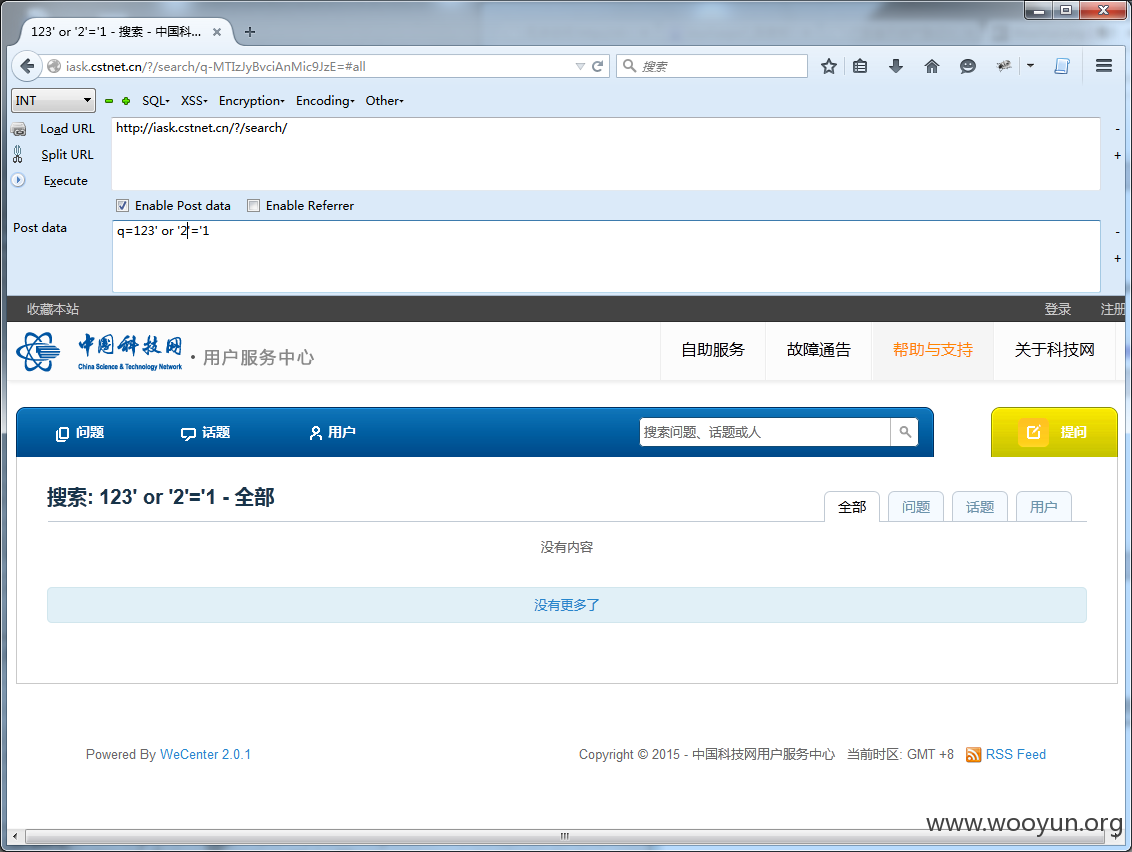 123' or '2'='1 - 搜索 - 中国科...
iask.cstnet.cn/?/search/q-MTIzJyBvciAnMic9JzE=#all
搜索
INT
SQL
XSS
Encryption
Encoding
Other
Load URL
http://iask.cstnet.cn/?/search/
Split URL
Execute
Enable Post data
Enable Referrer
Post data
q=123' or '2'='1
收藏本站
登录
注册
中国科技网
China Science & Technology Network
· 用户服务中心
自助服务
故障通告
帮助与支持
关于科技网
问题
话题
用户
搜索问题、话题或人
提问
搜索: 123' or '2'='1 - 全部
全部
问题
话题
用户
没有内容
没有更多了
Powered By WeCenter 2.0.1
Copyright © 2015 - 中国科技网用户服务中心 当前时区: GMT +8
RSS Feed
www.wooyun.org